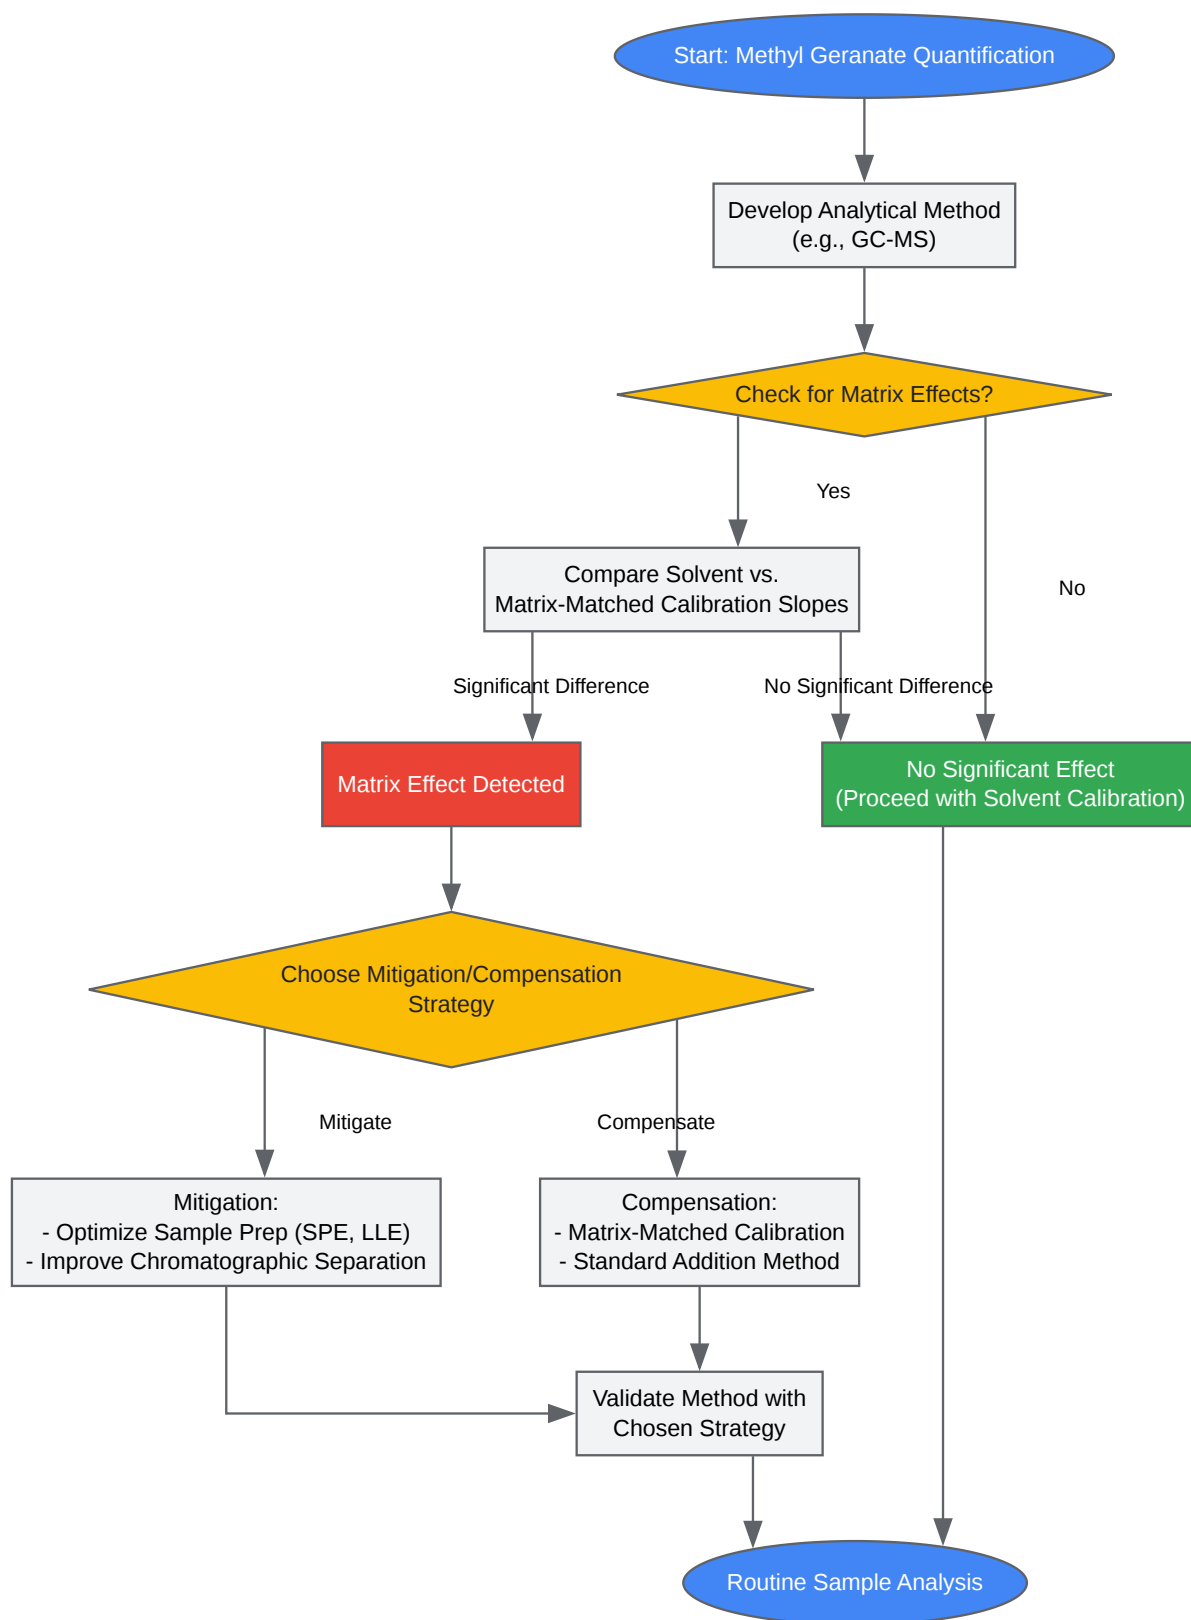 Start: Methyl Geranate Quantification
Develop Analytical Method
(e.g., GC-MS)
Check for Matrix Effects?
Yes
Compare Solvent vs.
Matrix-Matched Calibration Slopes
No
Significant Difference
No Significant Difference
Matrix Effect Detected
No Significant Effect
(Proceed with Solvent Calibration)
Choose Mitigation/Compensation
Strategy
Mitigate
Compensate
Mitigation:
- Optimize Sample Prep (SPE, LLE)
- Improve Chromatographic Separation
Compensation:
- Matrix-Matched Calibration
- Standard Addition Method
Validate Method with
Chosen Strategy
Routine Sample Analysis